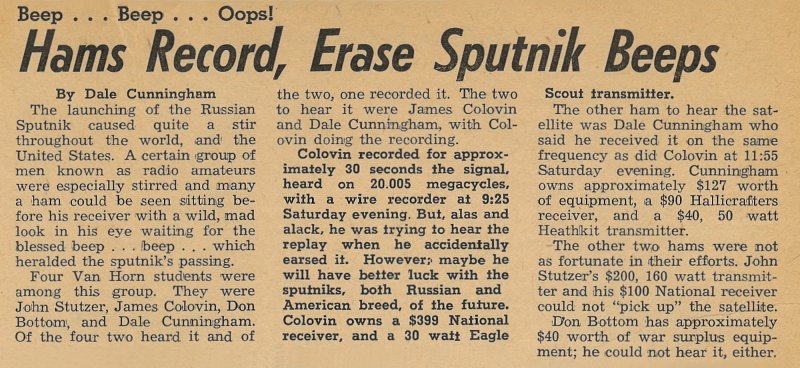 Beep . . . Beep . . . Oops!
Hams Record, Erase Sputnik Beeps
By Dale Cunningham
The launching of the Russian
Sputnik caused quite a stir
throughout the world, and the
United States. A certain group of
men known as radio amateurs
were especially stirred and many
a ham could be seen sitting be-
fore his receiver with a wild, mad
look in his eye waiting for the
blessed beep . . . beep . . . which
heralded the sputnik's passing.
Four Van Horn students were
among this group. They were
John Stutzer, James Colovin, Don
Bottom, and Dale Cunningham.
Of the four two heard it and of
the two, one recorded it. The two
to hear it were James Colovin
and Dale Cunningham, with Col-
ovin doing the recording.
Colovin recorded for approx-
imately 30 seconds the signal,
heard on 20.005 megacycles,
with a wire recorder at 9:25
Saturday evening. But, alas and
alack, he was trying to hear the
replay when he accidentally
earsed it. However, maybe he
will have better luck with the
sputniks, both Russian and
American breed, of the future.
Colovin owns a $399 National
receiver, and a 30 watt Eagle
Scout transmitter.
The other ham to hear the sat-
ellite was Dale Cunningham who
said he received it on the same
frequency as did Colovin at 11:55
Saturday evening. Cunningham
owns approximately $127 worth
of equipment, a $90 Hallicrafters
receiver, and a $40, 50 watt
Heathkit transmitter.
The other two hams were not
as fortunate in their efforts. John
Stutzer's $200, 160 watt transmit-
ter and his $100 National receiver
could not "pick up" the satellite.
Don Bottom has approximately
$40 worth of war surplus equip-
ment; he could not hear it, either.